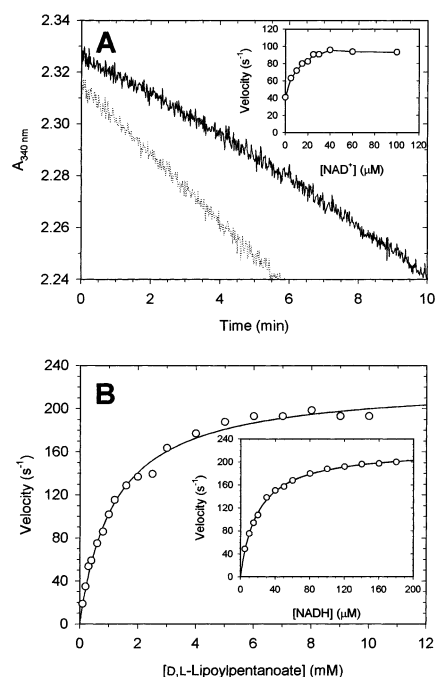 A
2.34
2.32
2.30
2.28
2.26
2.24
A340 nm
0 2 4 6 8 10
Time (min)
120
100
80
60
40
20
0
Velocity (s-1)
0 20 40 60 80 100 120
[NAD+] (µM)
B
240
200
160
120
80
40
0
Velocity (s-1)
0 2 4 6 8 10 12
[D,L-Lipoylpentanoate] (mM)
240
200
160
120
80
40
0
Velocity (s-1)
0 40 80 120 160 200
[NADH] (µM)